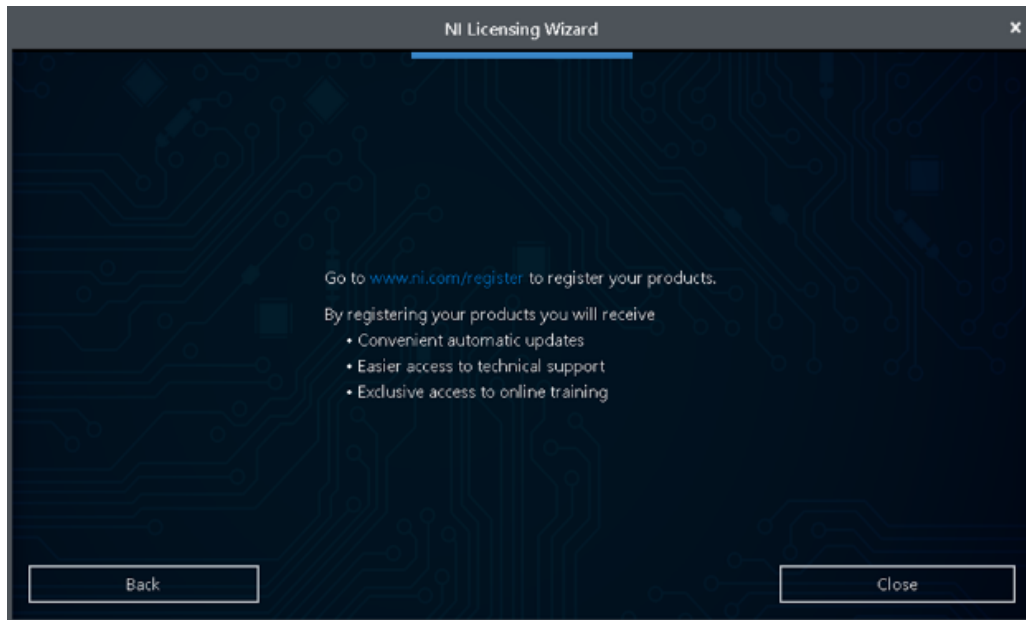 NI Licensing Wizard
Go to www.ni.com/register to register your products.
By registering your products you will receive
• Convenient automatic updates
• Easier access to technical support
• Exclusive access to online training
Back
Close